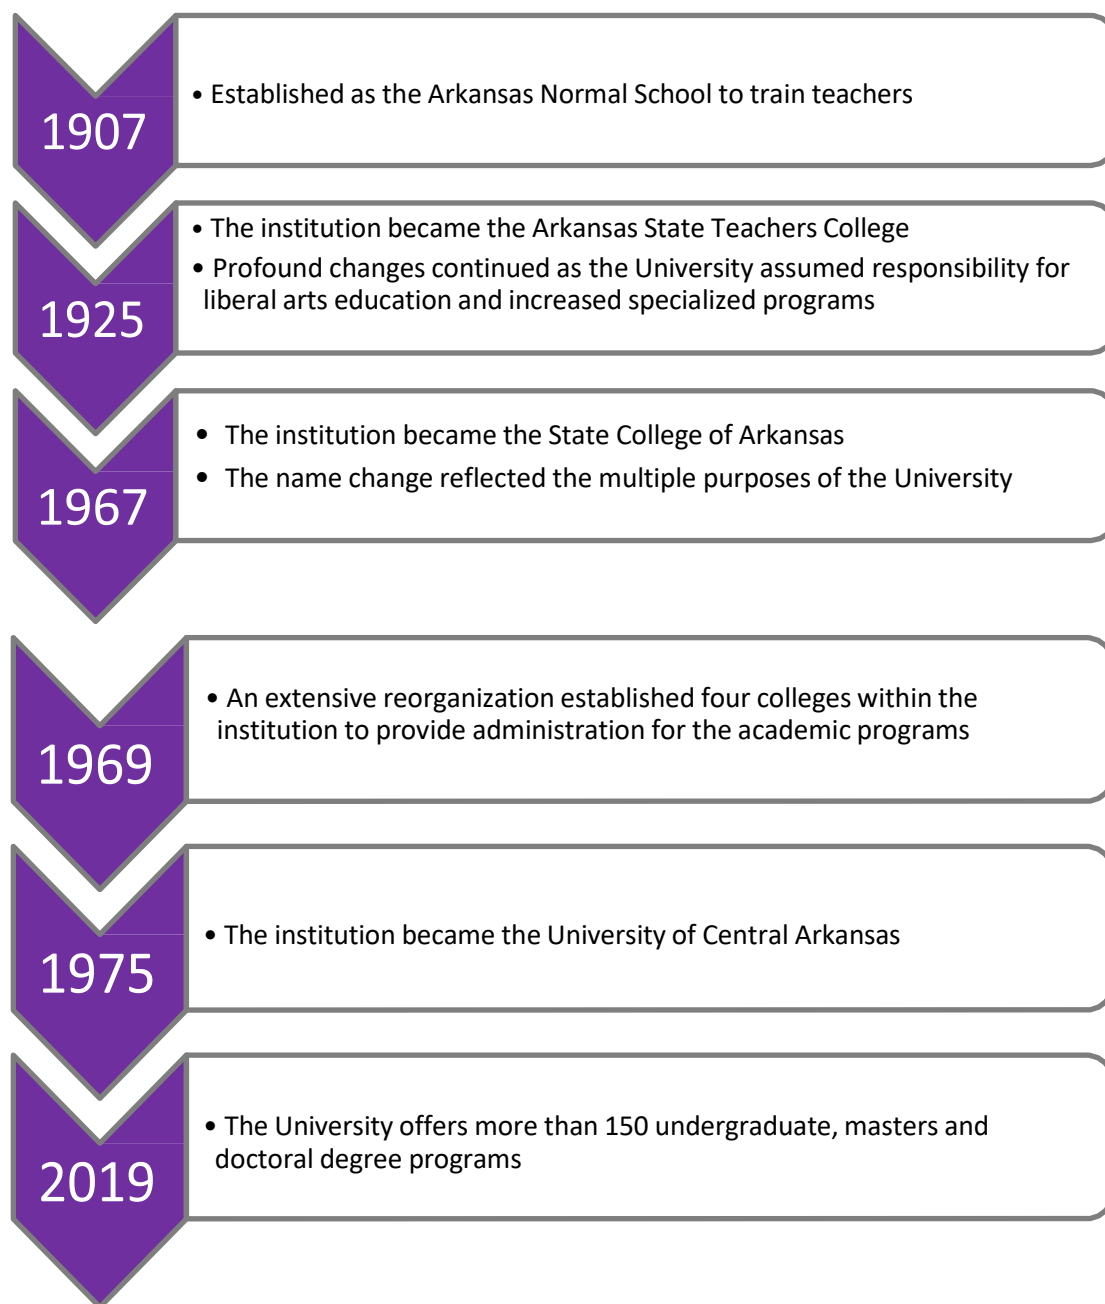 1907
• Established as the Arkansas Normal School to train teachers
1925
• The institution became the Arkansas State Teachers College
• Profound changes continued as the University assumed responsibility for
liberal arts education and increased specialized programs
1967
• The institution became the State College of Arkansas
• The name change reflected the multiple purposes of the University
1969
• An extensive reorganization established four colleges within the
institution to provide administration for the academic programs
1975
• The institution became the University of Central Arkansas
2019
• The University offers more than 150 undergraduate, masters and
doctoral degree programs